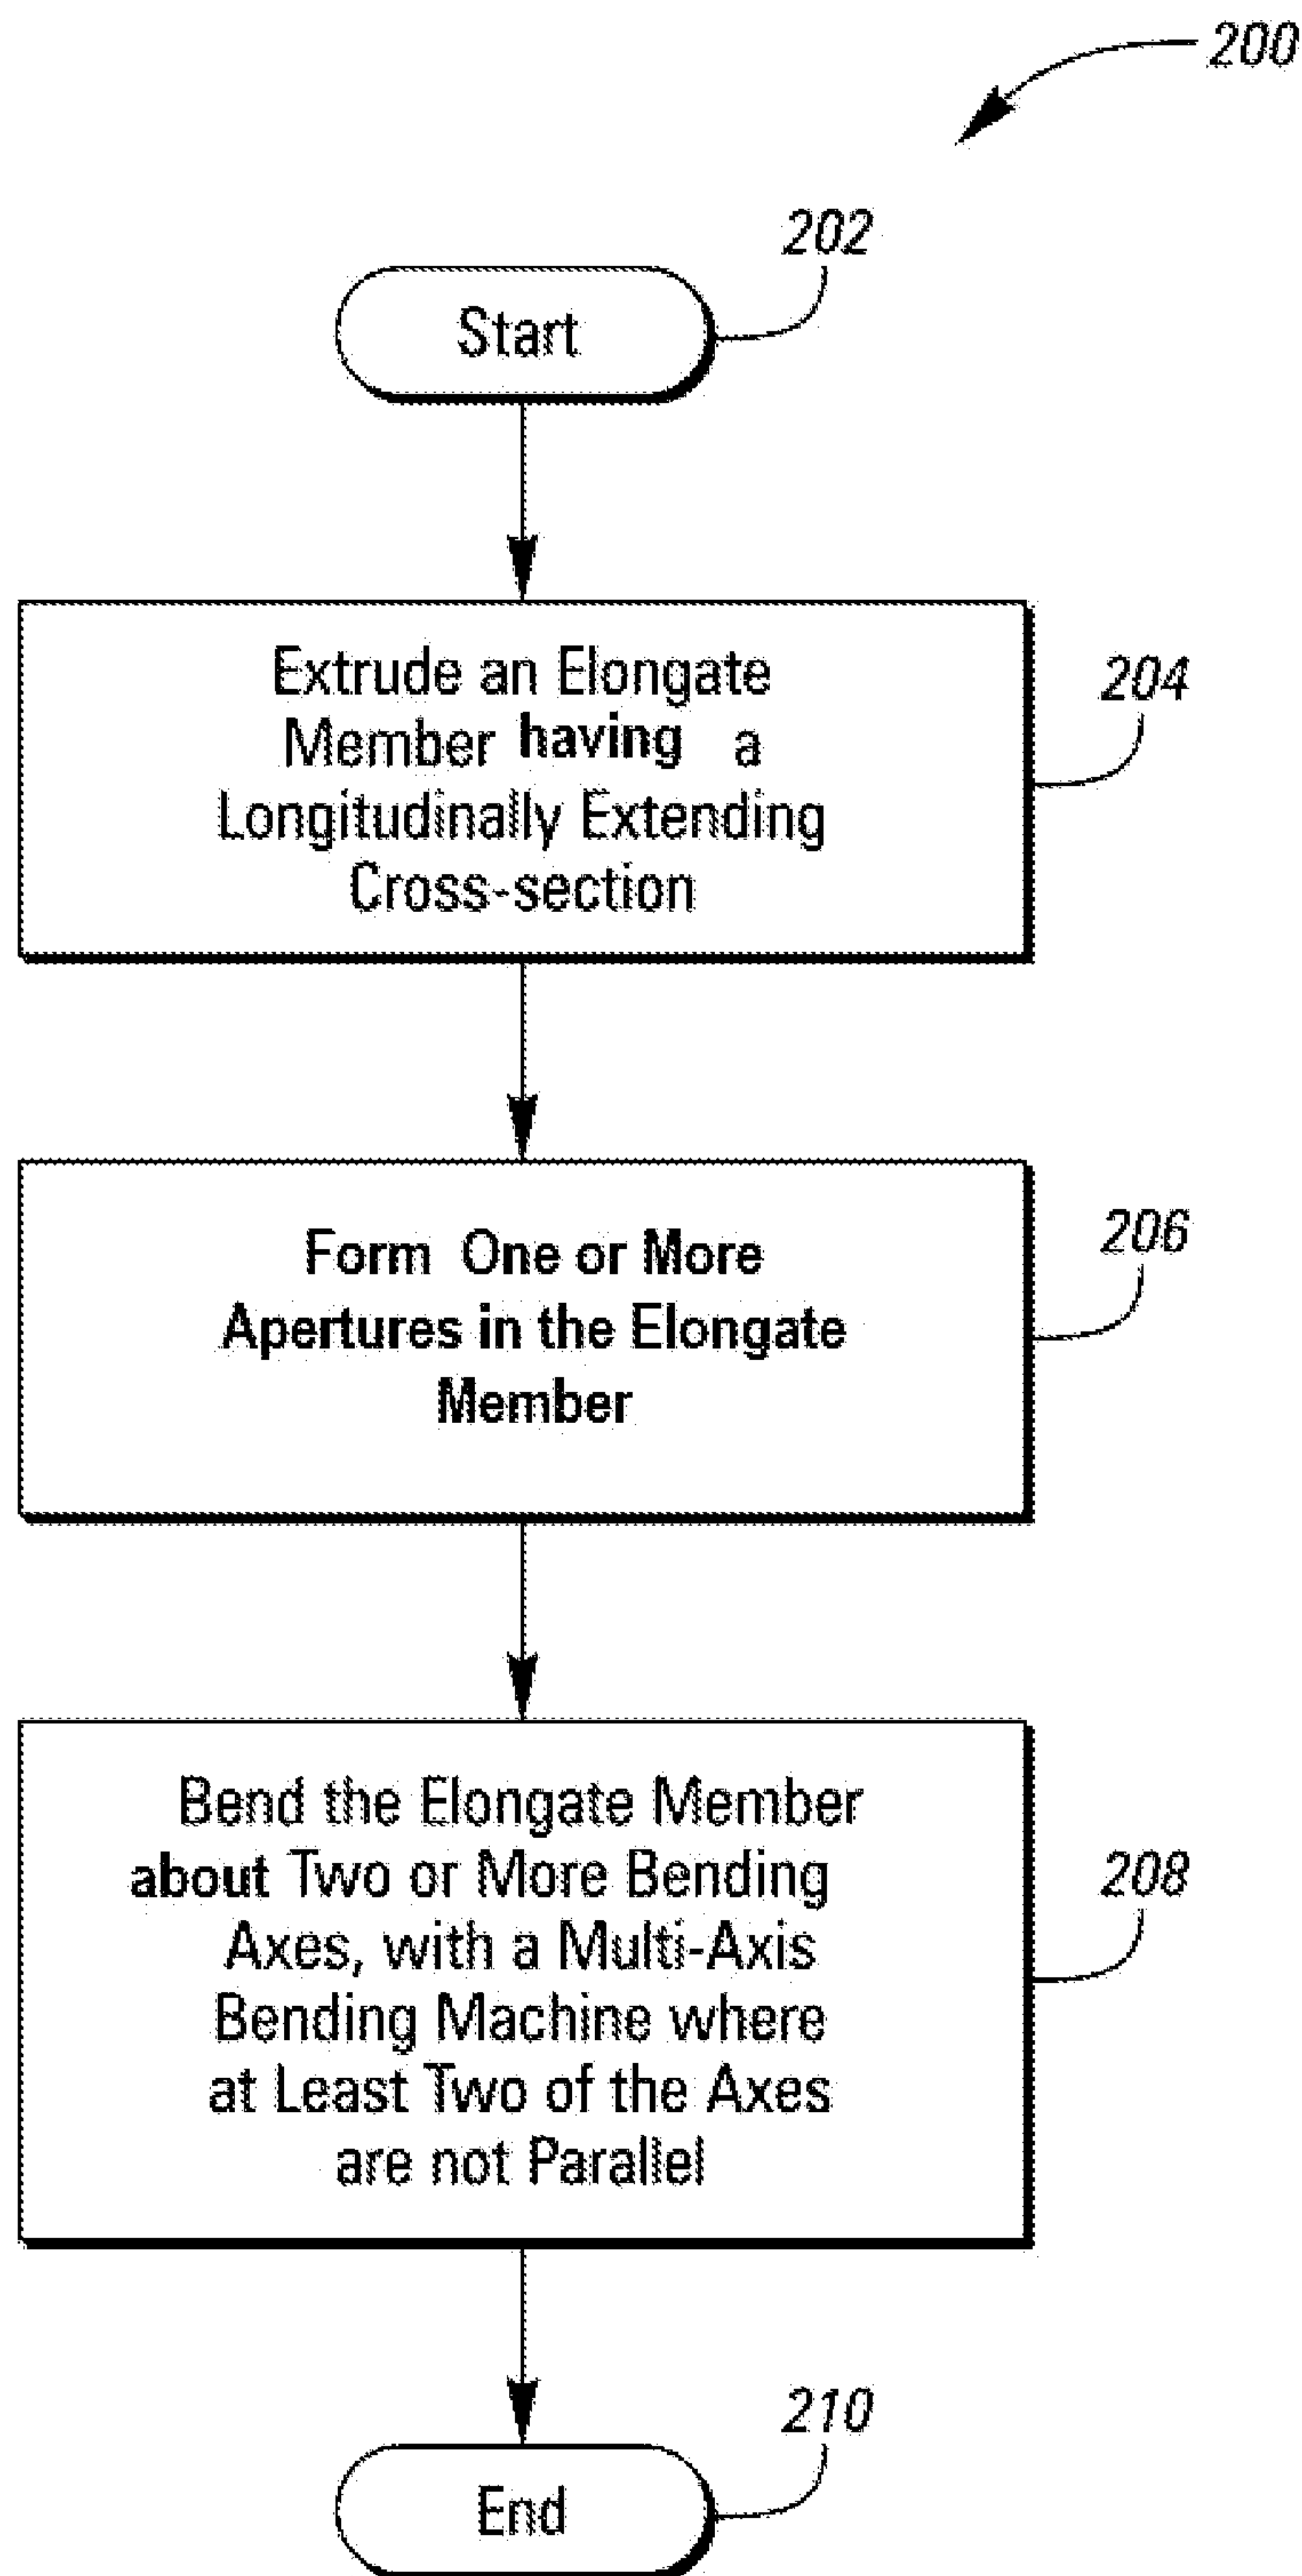 200
202
Start
Extrude an Elongate
Member having a
Longitudinally Extending
Cross-section
204
Form One or More
Apertures in the Elongate
Member
206
Bend the Elongate Member
about Two or More Bending
Axes, with a Multi-Axis
Bending Machine where
at Least Two of the Axes
are not Parallel
208
210
End